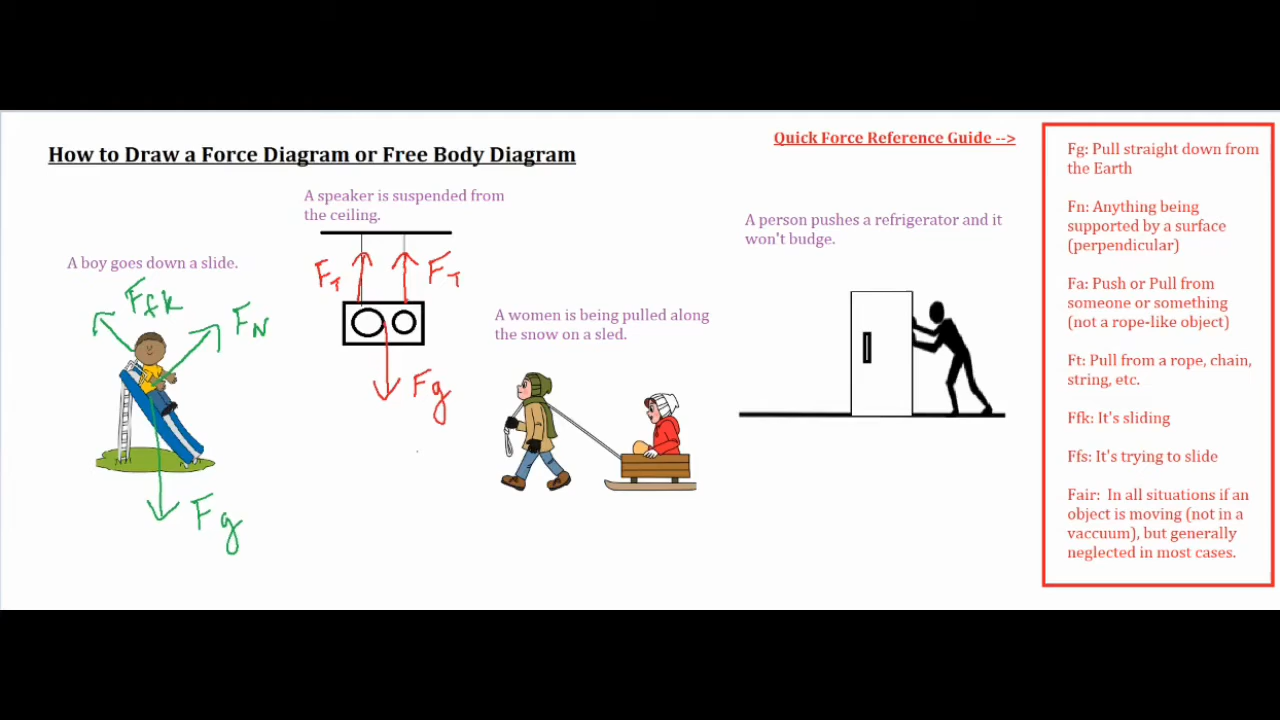 How to Draw a Force Diagram or Free Body Diagram
Quick Force Reference Guide -->
A boy goes down a slide.
Ffk
FN
Fg
A speaker is suspended from
the ceiling.
FT
FT
Fg
A women is being pulled along
the snow on a sled.
A person pushes a refrigerator and it
won't budge.
Fg: Pull straight down from
the Earth
Fn: Anything being
supported by a surface
(perpendicular)
Fa: Push or Pull from
someone or something
(not a rope-like object)
Ft: Pull from a rope, chain,
string, etc.
Ffk: It's sliding
Ffs: It's trying to slide
Fair: In all situations if an
object is moving (not in a
vaccuum), but generally
neglected in most cases.